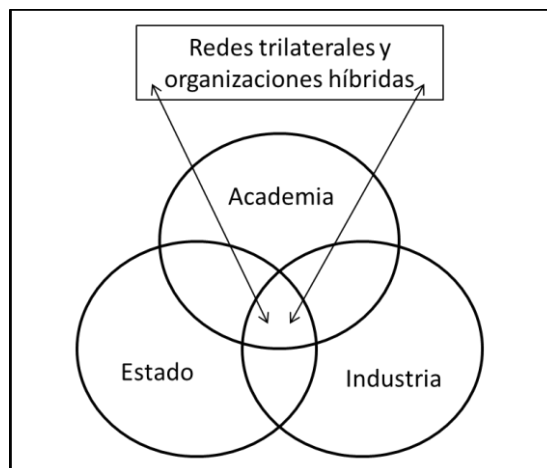 Redes trilaterales y
organizaciones híbridas
Academia
Estado
Industria